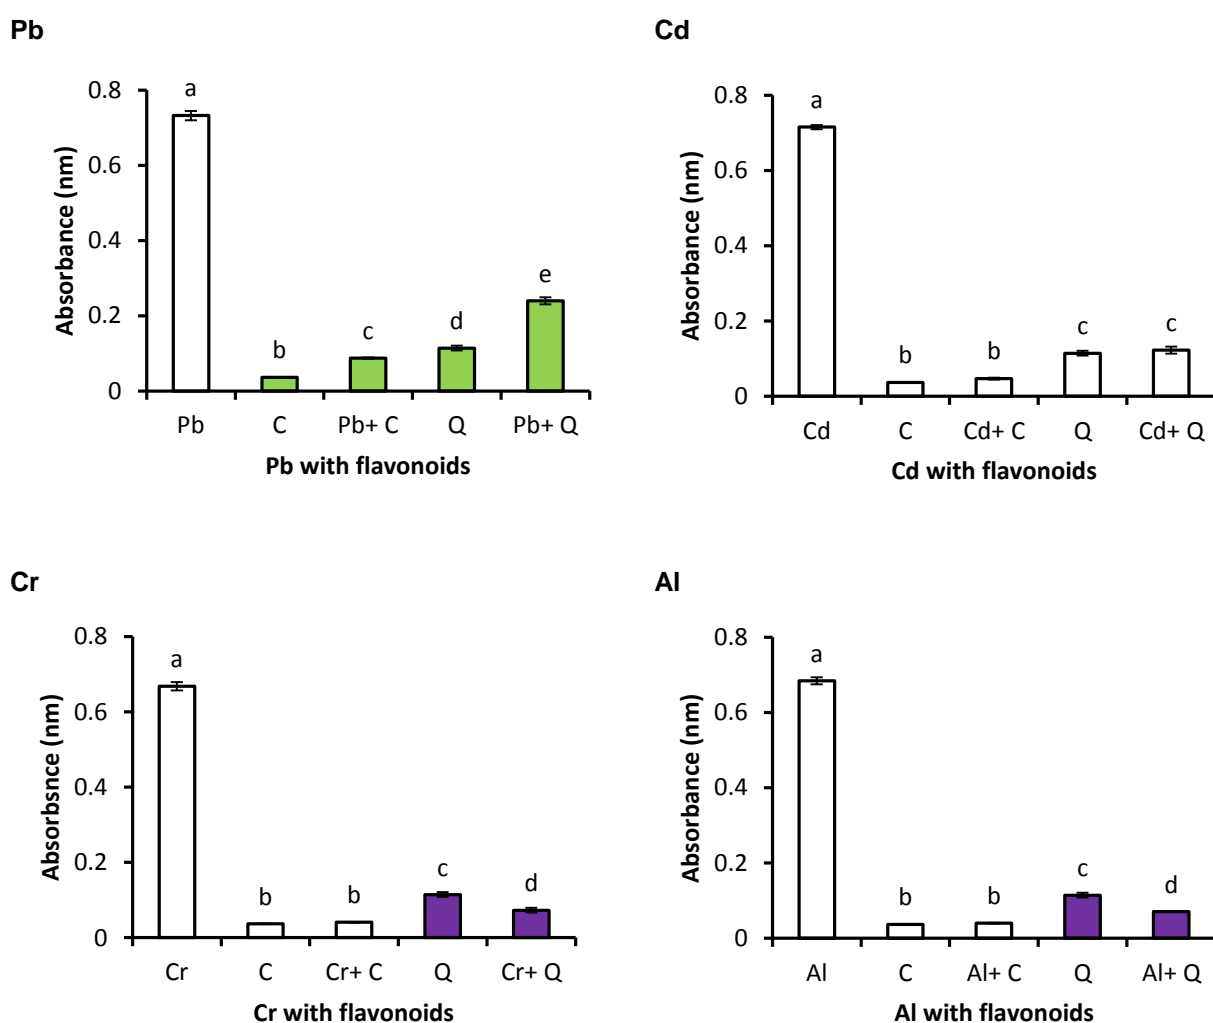 Pb
Absorbance (nm)
0.8
0.6
0.4
0.2
0
a
b
c
d
e
Pb C Pb+ C Q Pb+ Q
Pb with flavonoids
Cd
Absorbance (nm)
0.8
0.6
0.4
0.2
0
a
b
b
c
c
Cd C Cd+ C Q Cd+ Q
Cd with flavonoids
Cr
Absorbsnce (nm)
0.8
0.6
0.4
0.2
0
a
b
b
c
d
Cr C Cr+ C Q Cr+ Q
Cr with flavonoids
Al
Absorbance (nm)
0.8
0.6
0.4
0.2
0
a
b
b
c
d
Al C Al+ C Q Al+ Q
Al with flavonoids